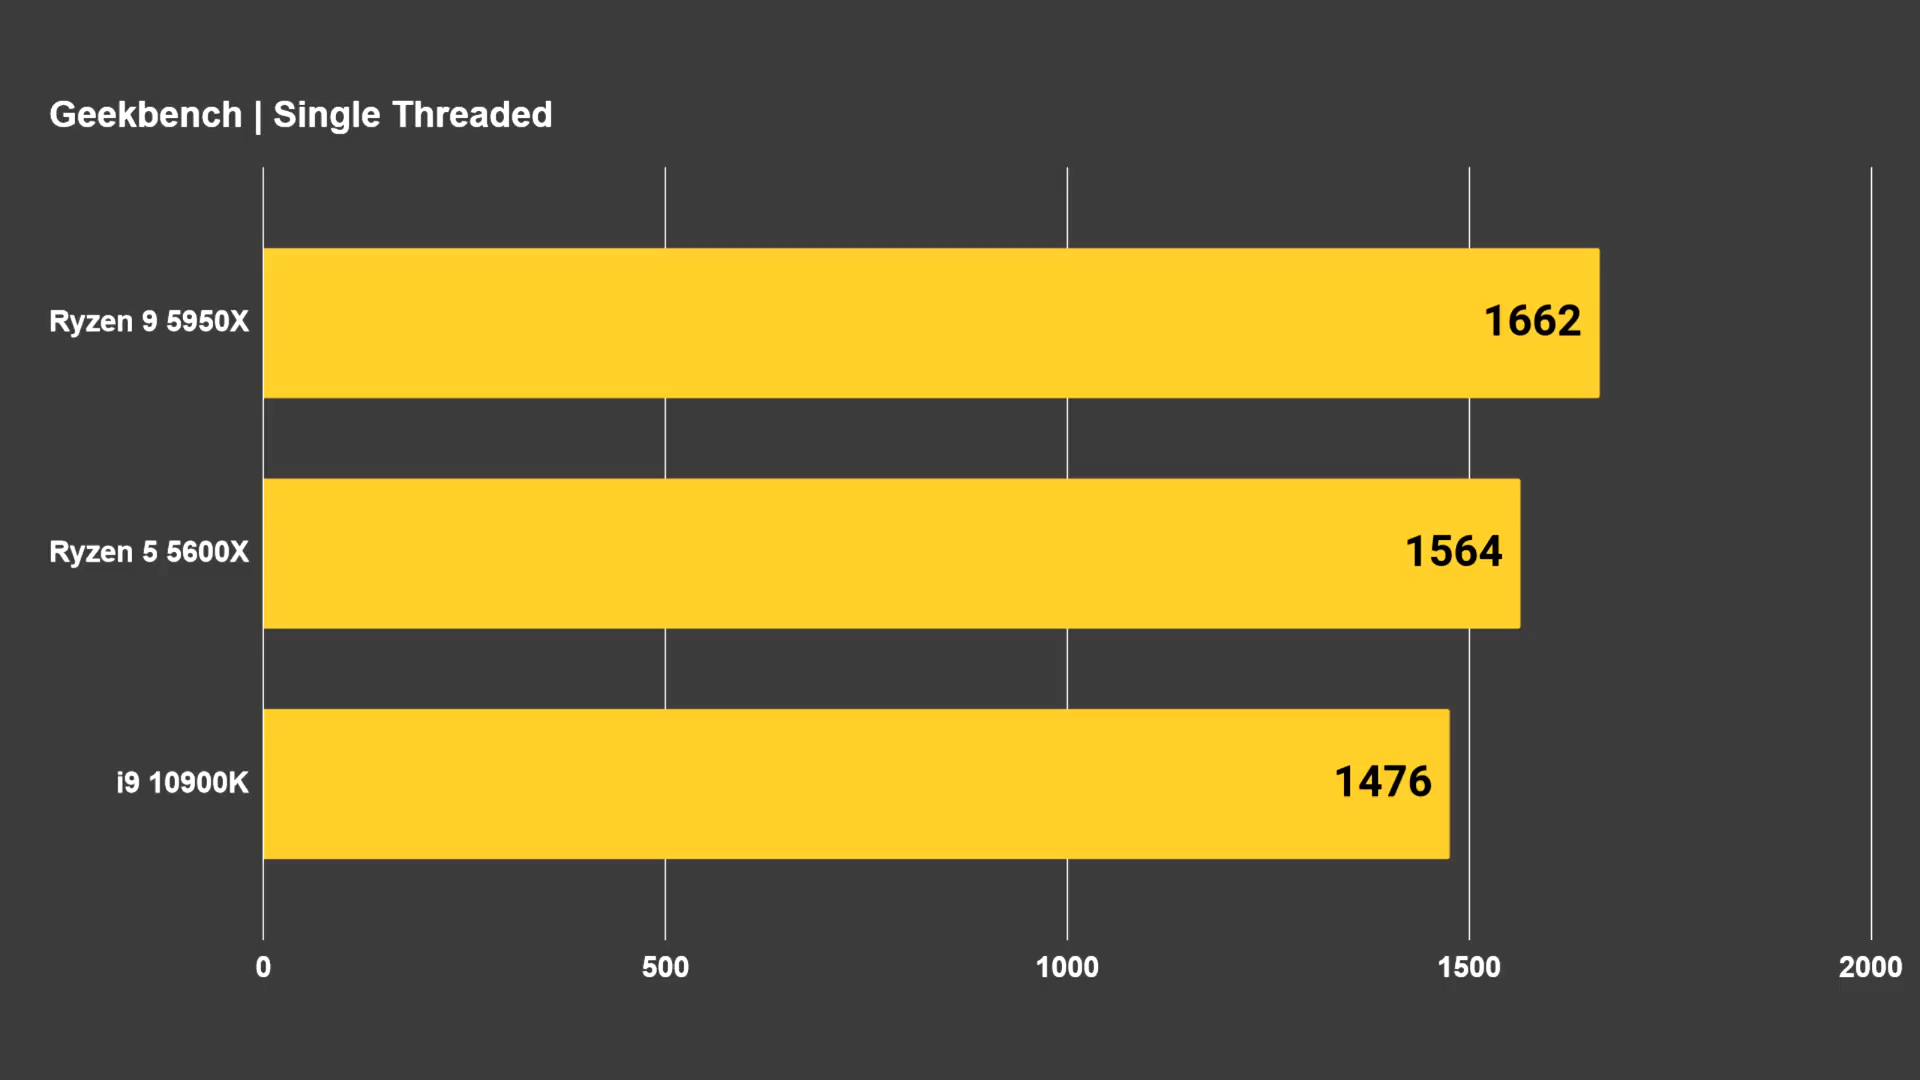 Geekbench | Single Threaded
Ryzen 9 5950X
1662
Ryzen 5 5600X
1564
i9 10900K
1476
0 500 1000 1500 2000